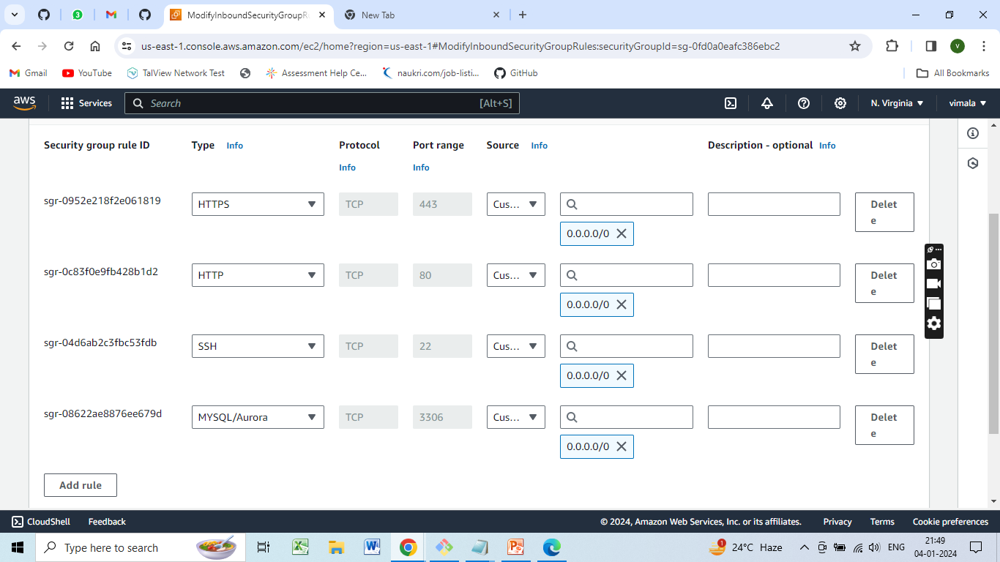 3
ModifyInboundSecurityGroupR
New Tab
us-east-1.console.aws.amazon.com/ec2/home?region=us-east-1#ModifyInboundSecurityGroupRules:securityGroupId=sg-0fd0a0eafc386ebc2
V
Gmail
YouTube
TalView Network Test
Assessment Help Ce...
naukri.com/job-listi...
GitHub
All Bookmarks
aws
Services
Search
[Alt+S]
N. Virginia
vimala
Security group rule ID
Type Info
Protocol
Info
Port range
Info
Source Info
Description - optional Info
sgr-0952e218f2e061819
HTTPS
TCP
443
Cus...
0.0.0.0/0
Delet
e
sgr-0c83f0e9fb428b1d2
HTTP
TCP
80
Cus...
0.0.0.0/0
Delet
e
sgr-04d6ab2c3fbc53fdb
SSH
TCP
22
Cus...
0.0.0.0/0
Delet
e
sgr-08622ae8876ee679d
MYSQL/Aurora
TCP
3306
Cus...
0.0.0.0/0
Delet
e
Add rule
CloudShell
Feedback
© 2024, Amazon Web Services, Inc. or its affiliates.
Privacy
Terms
Cookie preferences
Type here to search
1
24°C Haze
ENG
21:49
04-01-2024